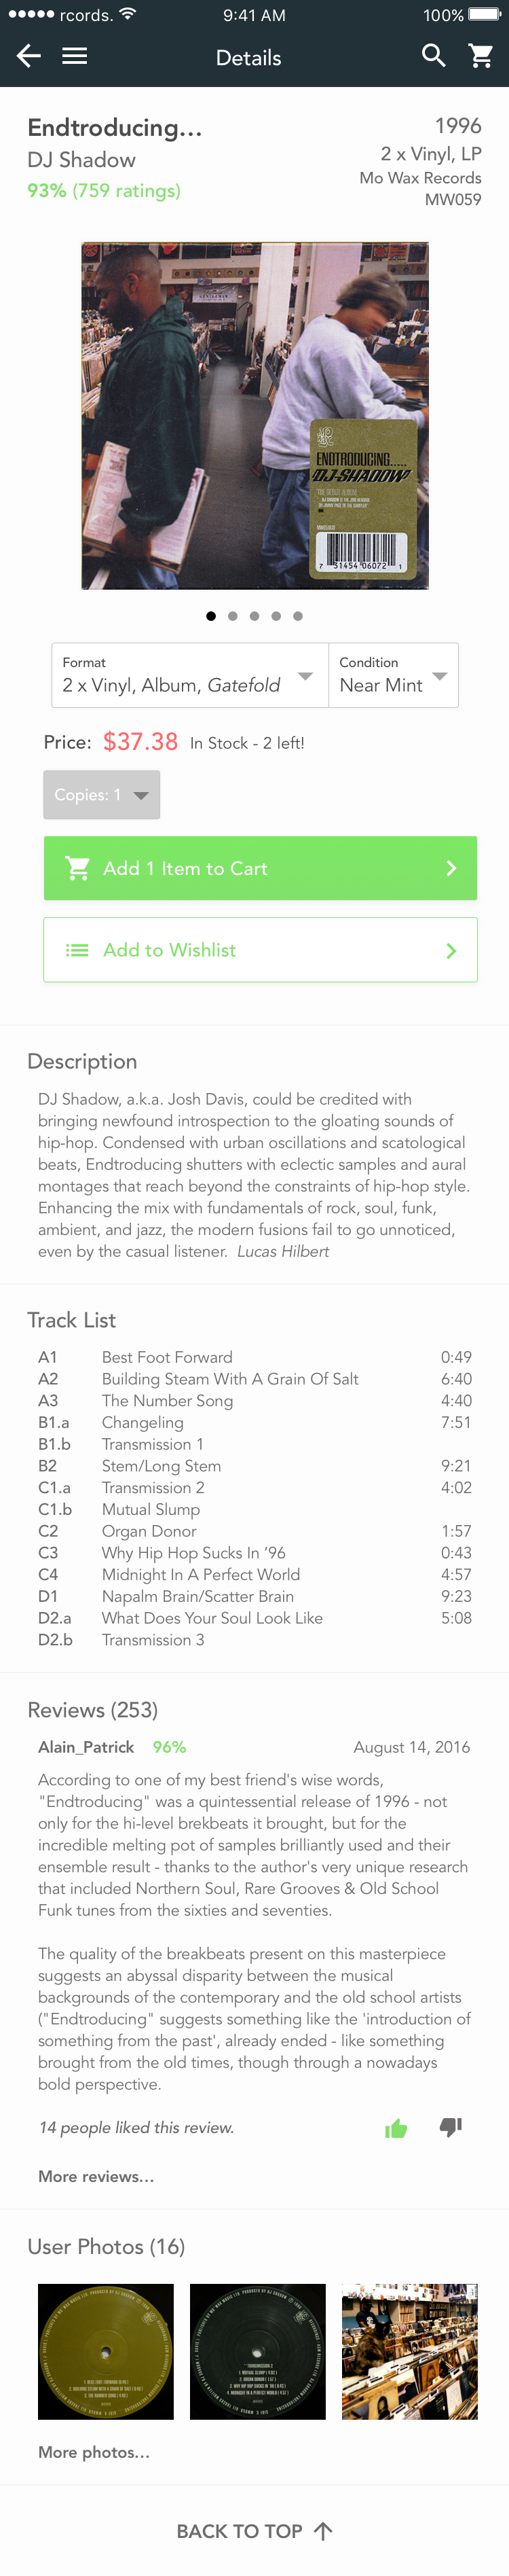 rcords. 9:41 AM 100%
Details
Endtroducing...
DJ Shadow
93% (759 ratings)
1996
2 x Vinyl, LP
Mo Wax Records
MW059
ENDTRODUCING.....
DJ-SHADOW
7 31454 06072 1
Format
2 x Vinyl, Album, Gatefold
Condition
Near Mint
Price: $37.38 In Stock - 2 left!
Copies: 1
Add 1 Item to Cart
Add to Wishlist
Description
DJ Shadow, a.k.a. Josh Davis, could be credited with
bringing newfound introspection to the gloating sounds of
hip-hop. Condensed with urban oscillations and scatological
beats, Endtroducing shutters with eclectic samples and aural
montages that reach beyond the constraints of hip-hop style.
Enhancing the mix with fundamentals of rock, soul, funk,
ambient, and jazz, the modern fusions fail to go unnoticed,
even by the casual listener. Lucas Hilbert
Track List
A1 Best Foot Forward 0:49
A2 Building Steam With A Grain Of Salt 6:40
A3 The Number Song 4:40
B1.a Changeling 7:51
B1.b Transmission 1
B2 Stem/Long Stem 9:21
C1.a Transmission 2 4:02
C1.b Mutual Slump
C2 Organ Donor 1:57
C3 Why Hip Hop Sucks In ’96 0:43
C4 Midnight In A Perfect World 4:57
D1 Napalm Brain/Scatter Brain 9:23
D2.a What Does Your Soul Look Like 5:08
D2.b Transmission 3
Reviews (253)
Alain_Patrick 96% August 14, 2016
According to one of my best friend's wise words,
"Endtroducing" was a quintessential release of 1996 - not
only for the hi-level brekbeats it brought, but for the
incredible melting pot of samples brilliantly used and their
ensemble result - thanks to the author's very unique research
that included Northern Soul, Rare Grooves & Old School
Funk tunes from the sixties and seventies.
The quality of the breakbeats present on this masterpiece
suggests an abyssal disparity between the musical
backgrounds of the contemporary and the old school artists
("Endtroducing" suggests something like the 'introduction of
something from the past', already ended - like something
brought from the old times, though through a nowadays
bold perspective.
14 people liked this review.
More reviews...
User Photos (16)
More photos...
BACK TO TOP